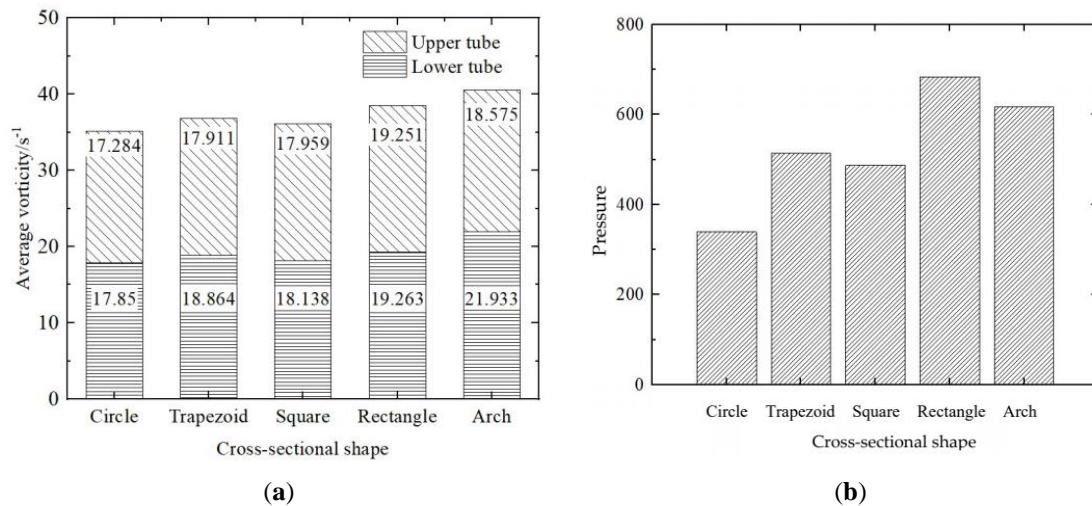 50
40
30
20
10
0
Average vorticity/s⁻¹
Upper tube
Lower tube
17.284
17.911
17.959
19.251
18.575
17.85
18.864
18.138
19.263
21.933
Circle Trapezoid Square Rectangle Arch
Cross-sectional shape
(a)
800
600
400
200
0
Pressure
Circle Trapezoid Square Rectangle Arch
Cross-sectional shape
(b)